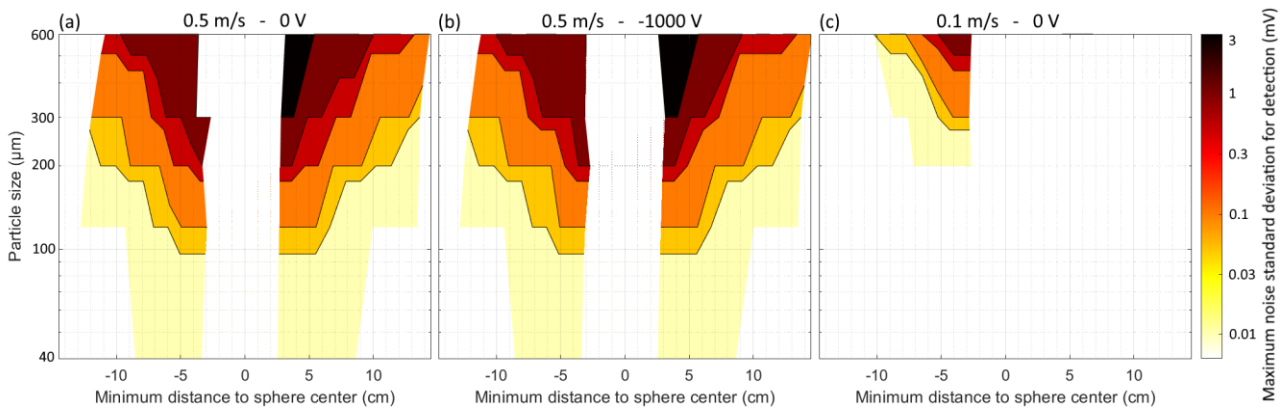 (a) 0.5 m/s - 0 V
(b) 0.5 m/s - -1000 V
(c) 0.1 m/s - 0 V
Particle size (µm)
600
300
200
100
40
-10 -5 0 5 10
Minimum distance to sphere center (cm)
-10 -5 0 5 10
Minimum distance to sphere center (cm)
-10 -5 0 5 10
Minimum distance to sphere center (cm)
3
1
0.3
0.1
0.03
0.01
Maximum noise standard deviation for detection (mV)